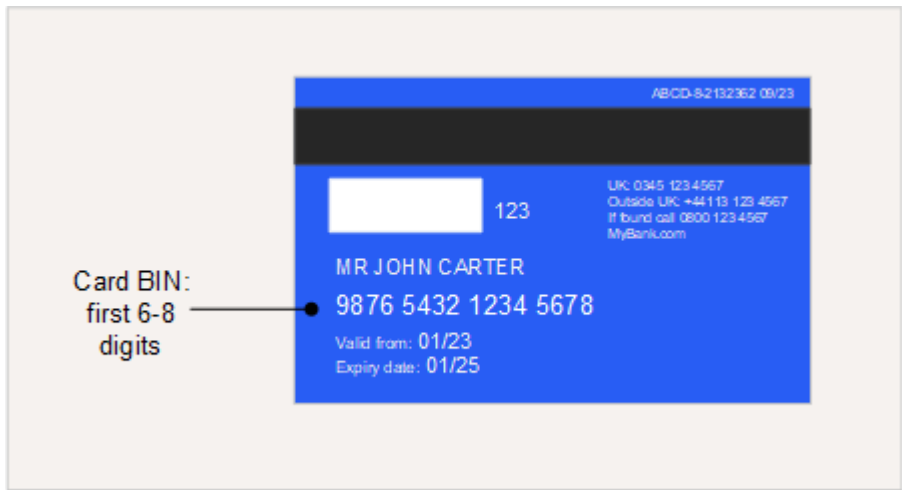 ABCD-8-2132362 09/23
UK: 0345 123 4567
Outside UK: +44113 123 4567
If found call 0800 123 4567
MyBank.com
123
MR JOHN CARTER
Card BIN:
first 6-8
digits
9876 5432 1234 5678
Valid from: 01/23
Expiry date: 01/25